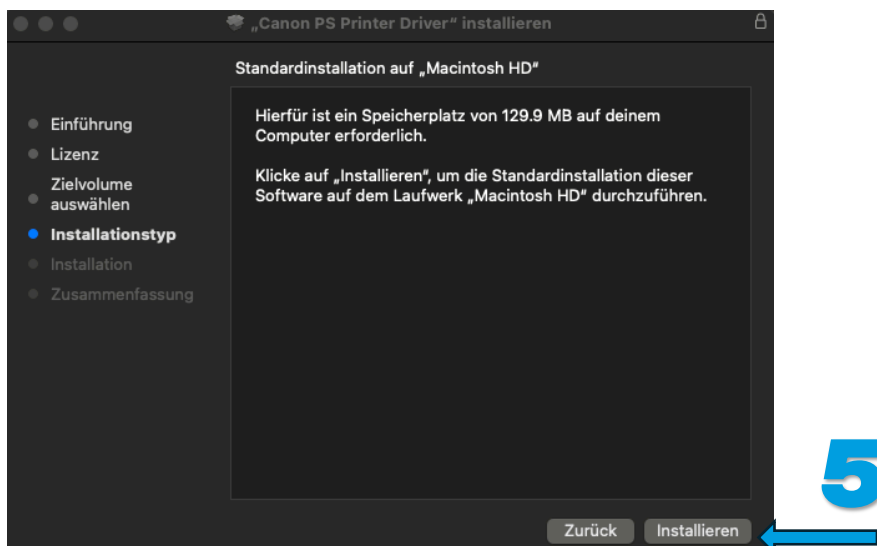 „Canon PS Printer Driver“ installieren
Standardinstallation auf „Macintosh HD“
Einführung
Lizenz
Zielvolume
auswählen
Installationstyp
Installation
Zusammenfassung
Hierfür ist ein Speicherplatz von 129.9 MB auf deinem
Computer erforderlich.
Klicke auf „Installieren“, um die Standardinstallation dieser
Software auf dem Laufwerk „Macintosh HD“ durchzuführen.
Zurück
Installieren
5